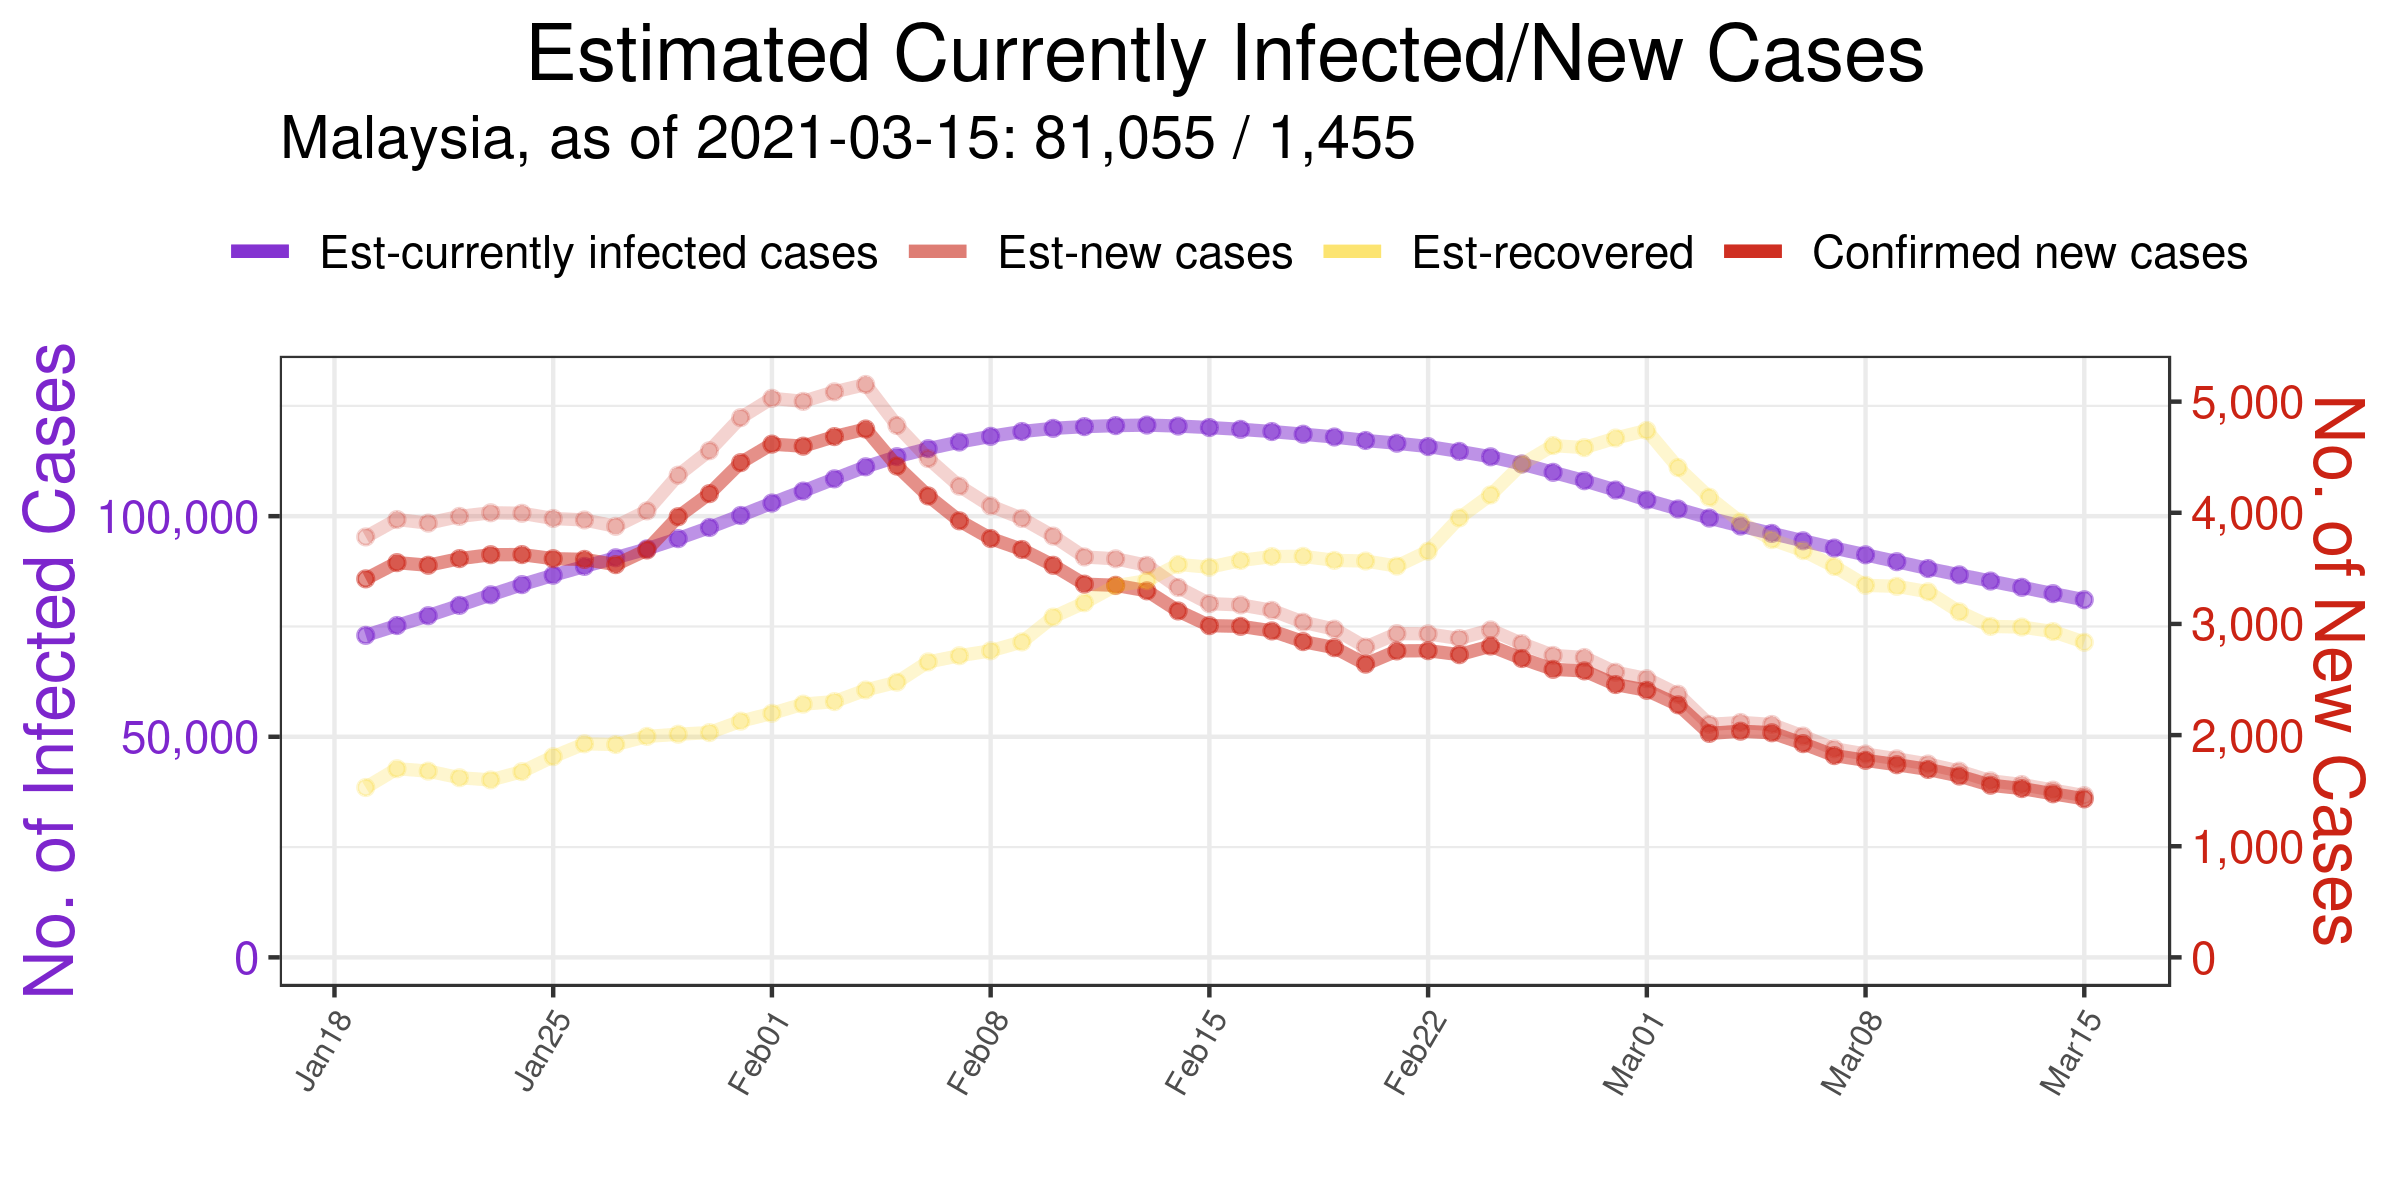 Estimated Currently Infected/New Cases
Malaysia, as of 2021-03-15: 81,055 / 1,455
Est-currently infected cases
Est-new cases
Est-recovered
Confirmed new cases
No. of Infected Cases
100,000
50,000
0
5,000
4,000
3,000
2,000
1,000
0
No. of New Cases
Jan18
Jan25
Feb01
Feb08
Feb15
Feb22
Mar01
Mar08
Mar15